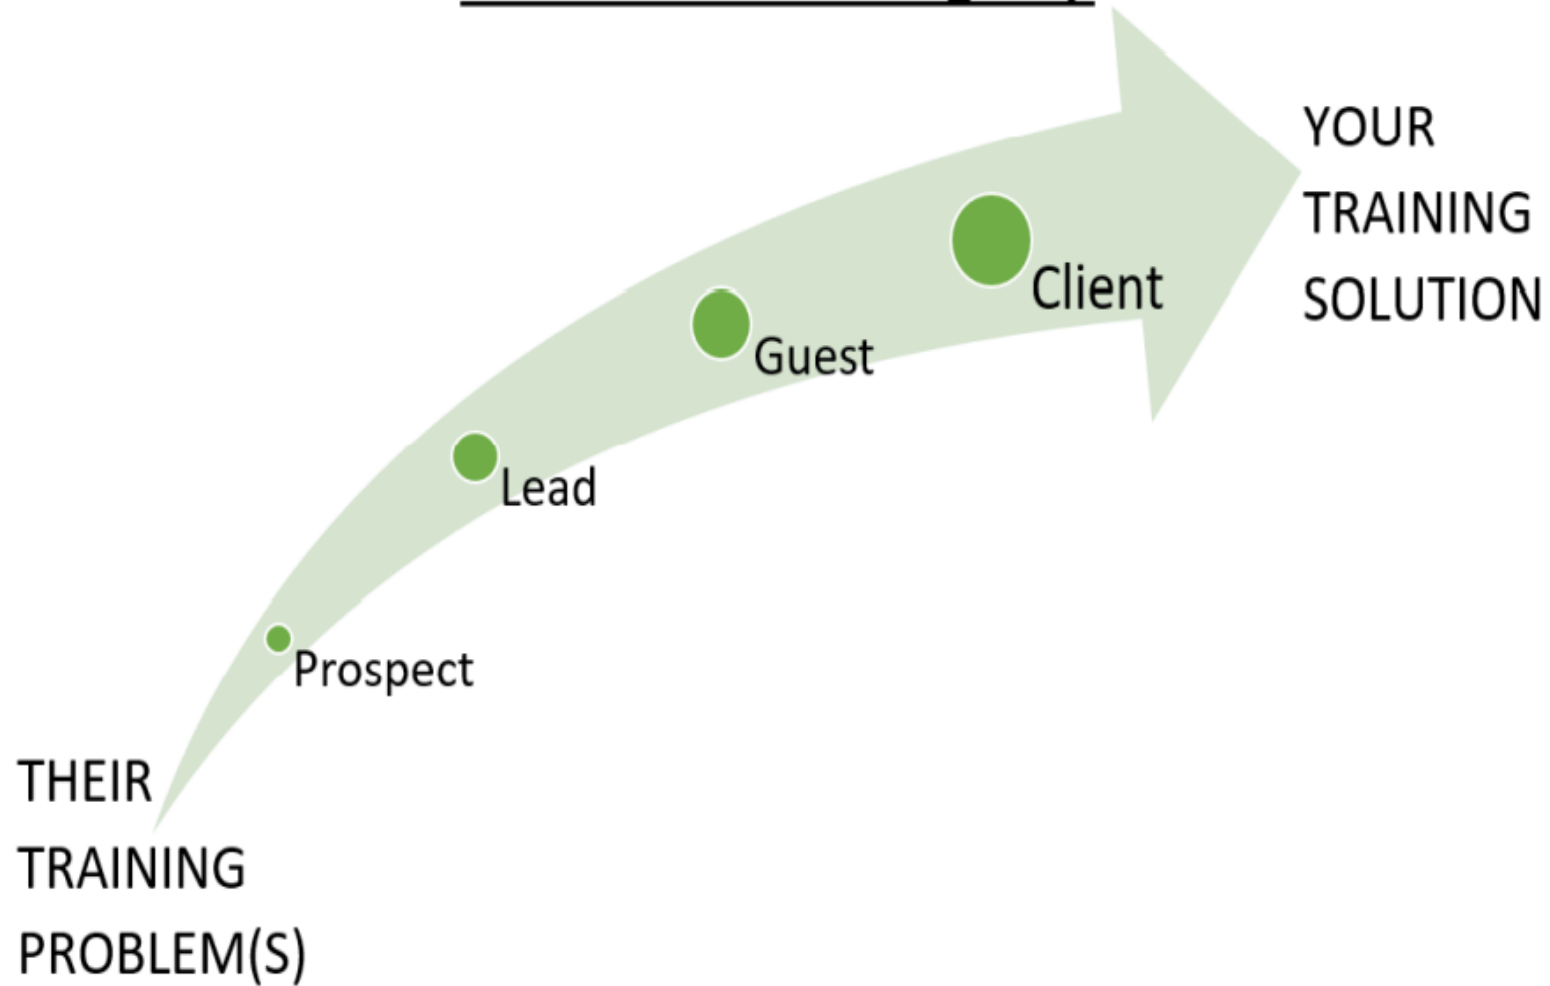 YOUR
TRAINING
SOLUTION
Client
Guest
Lead
Prospect
THEIR
TRAINING
PROBLEM(S)